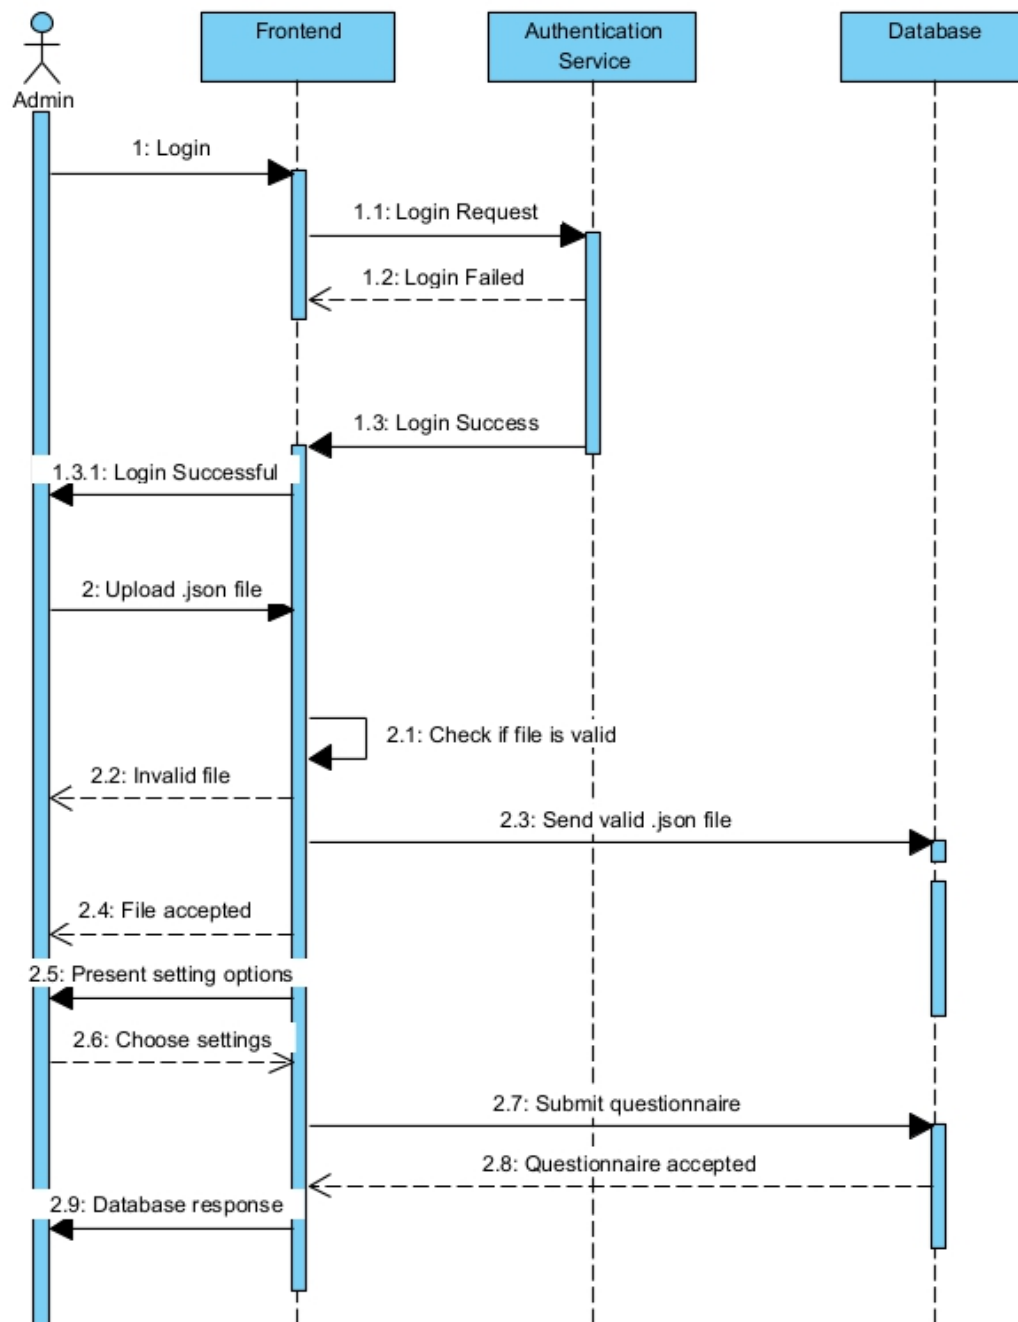 Frontend
Authentication
Service
Database
Admin
1: Login
1.1: Login Request
1.2: Login Failed
1.3: Login Success
1.3.1: Login Successful
2: Upload .json file
2.1: Check if file is valid
2.2: Invalid file
2.3: Send valid .json file
2.4: File accepted
2.5: Present setting options
2.6: Choose settings
2.7: Submit questionnaire
2.8: Questionnaire accepted
2.9: Database response